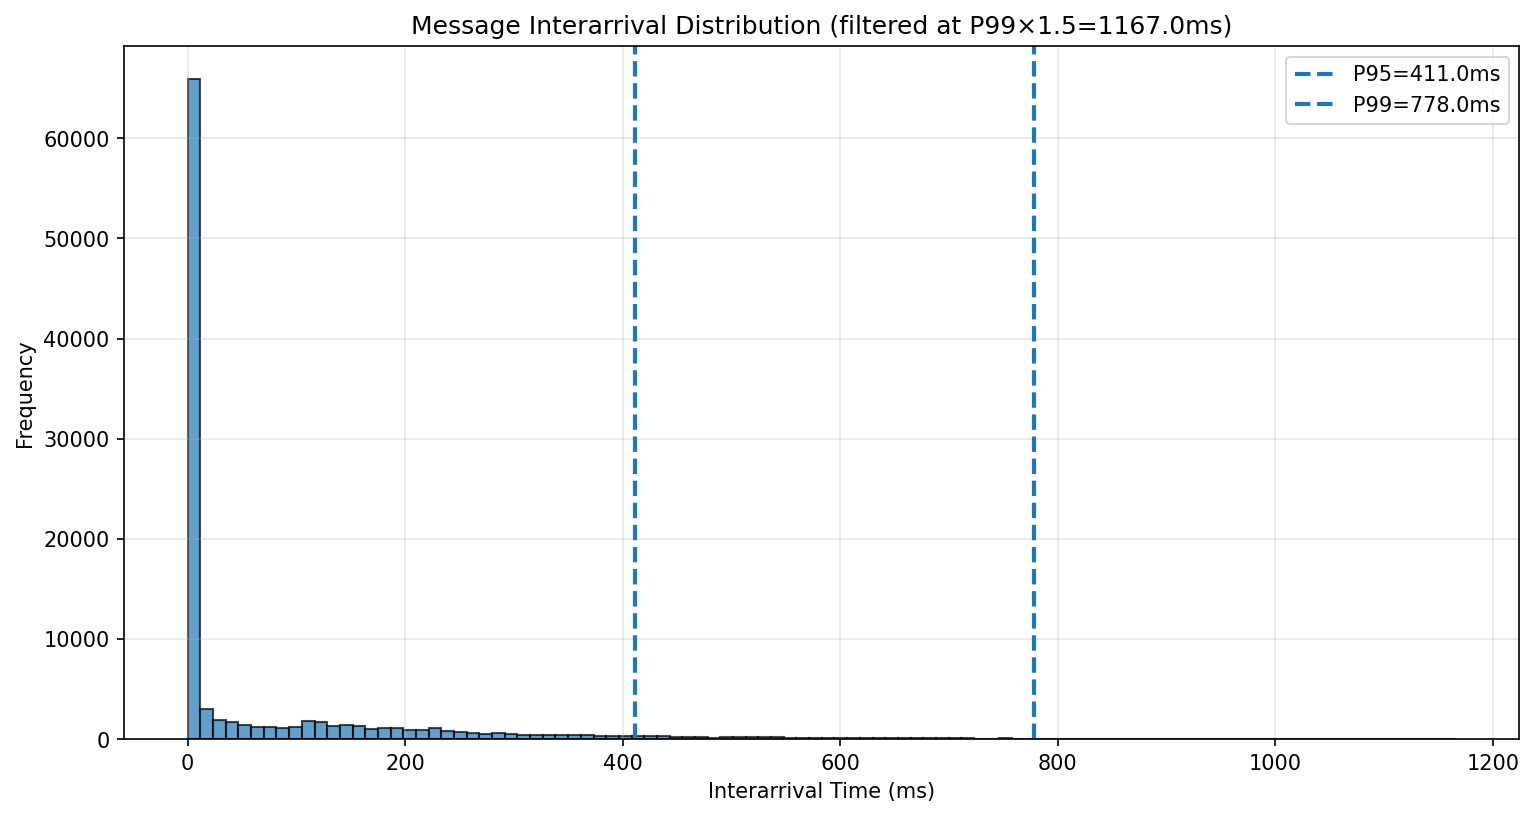 Message Interarrival Distribution (filtered at P99×1.5=1167.0ms)
P95=411.0ms
P99=778.0ms
Frequency
60000
50000
40000
30000
20000
10000
0
0 200 400 600 800 1000 1200
Interarrival Time (ms)